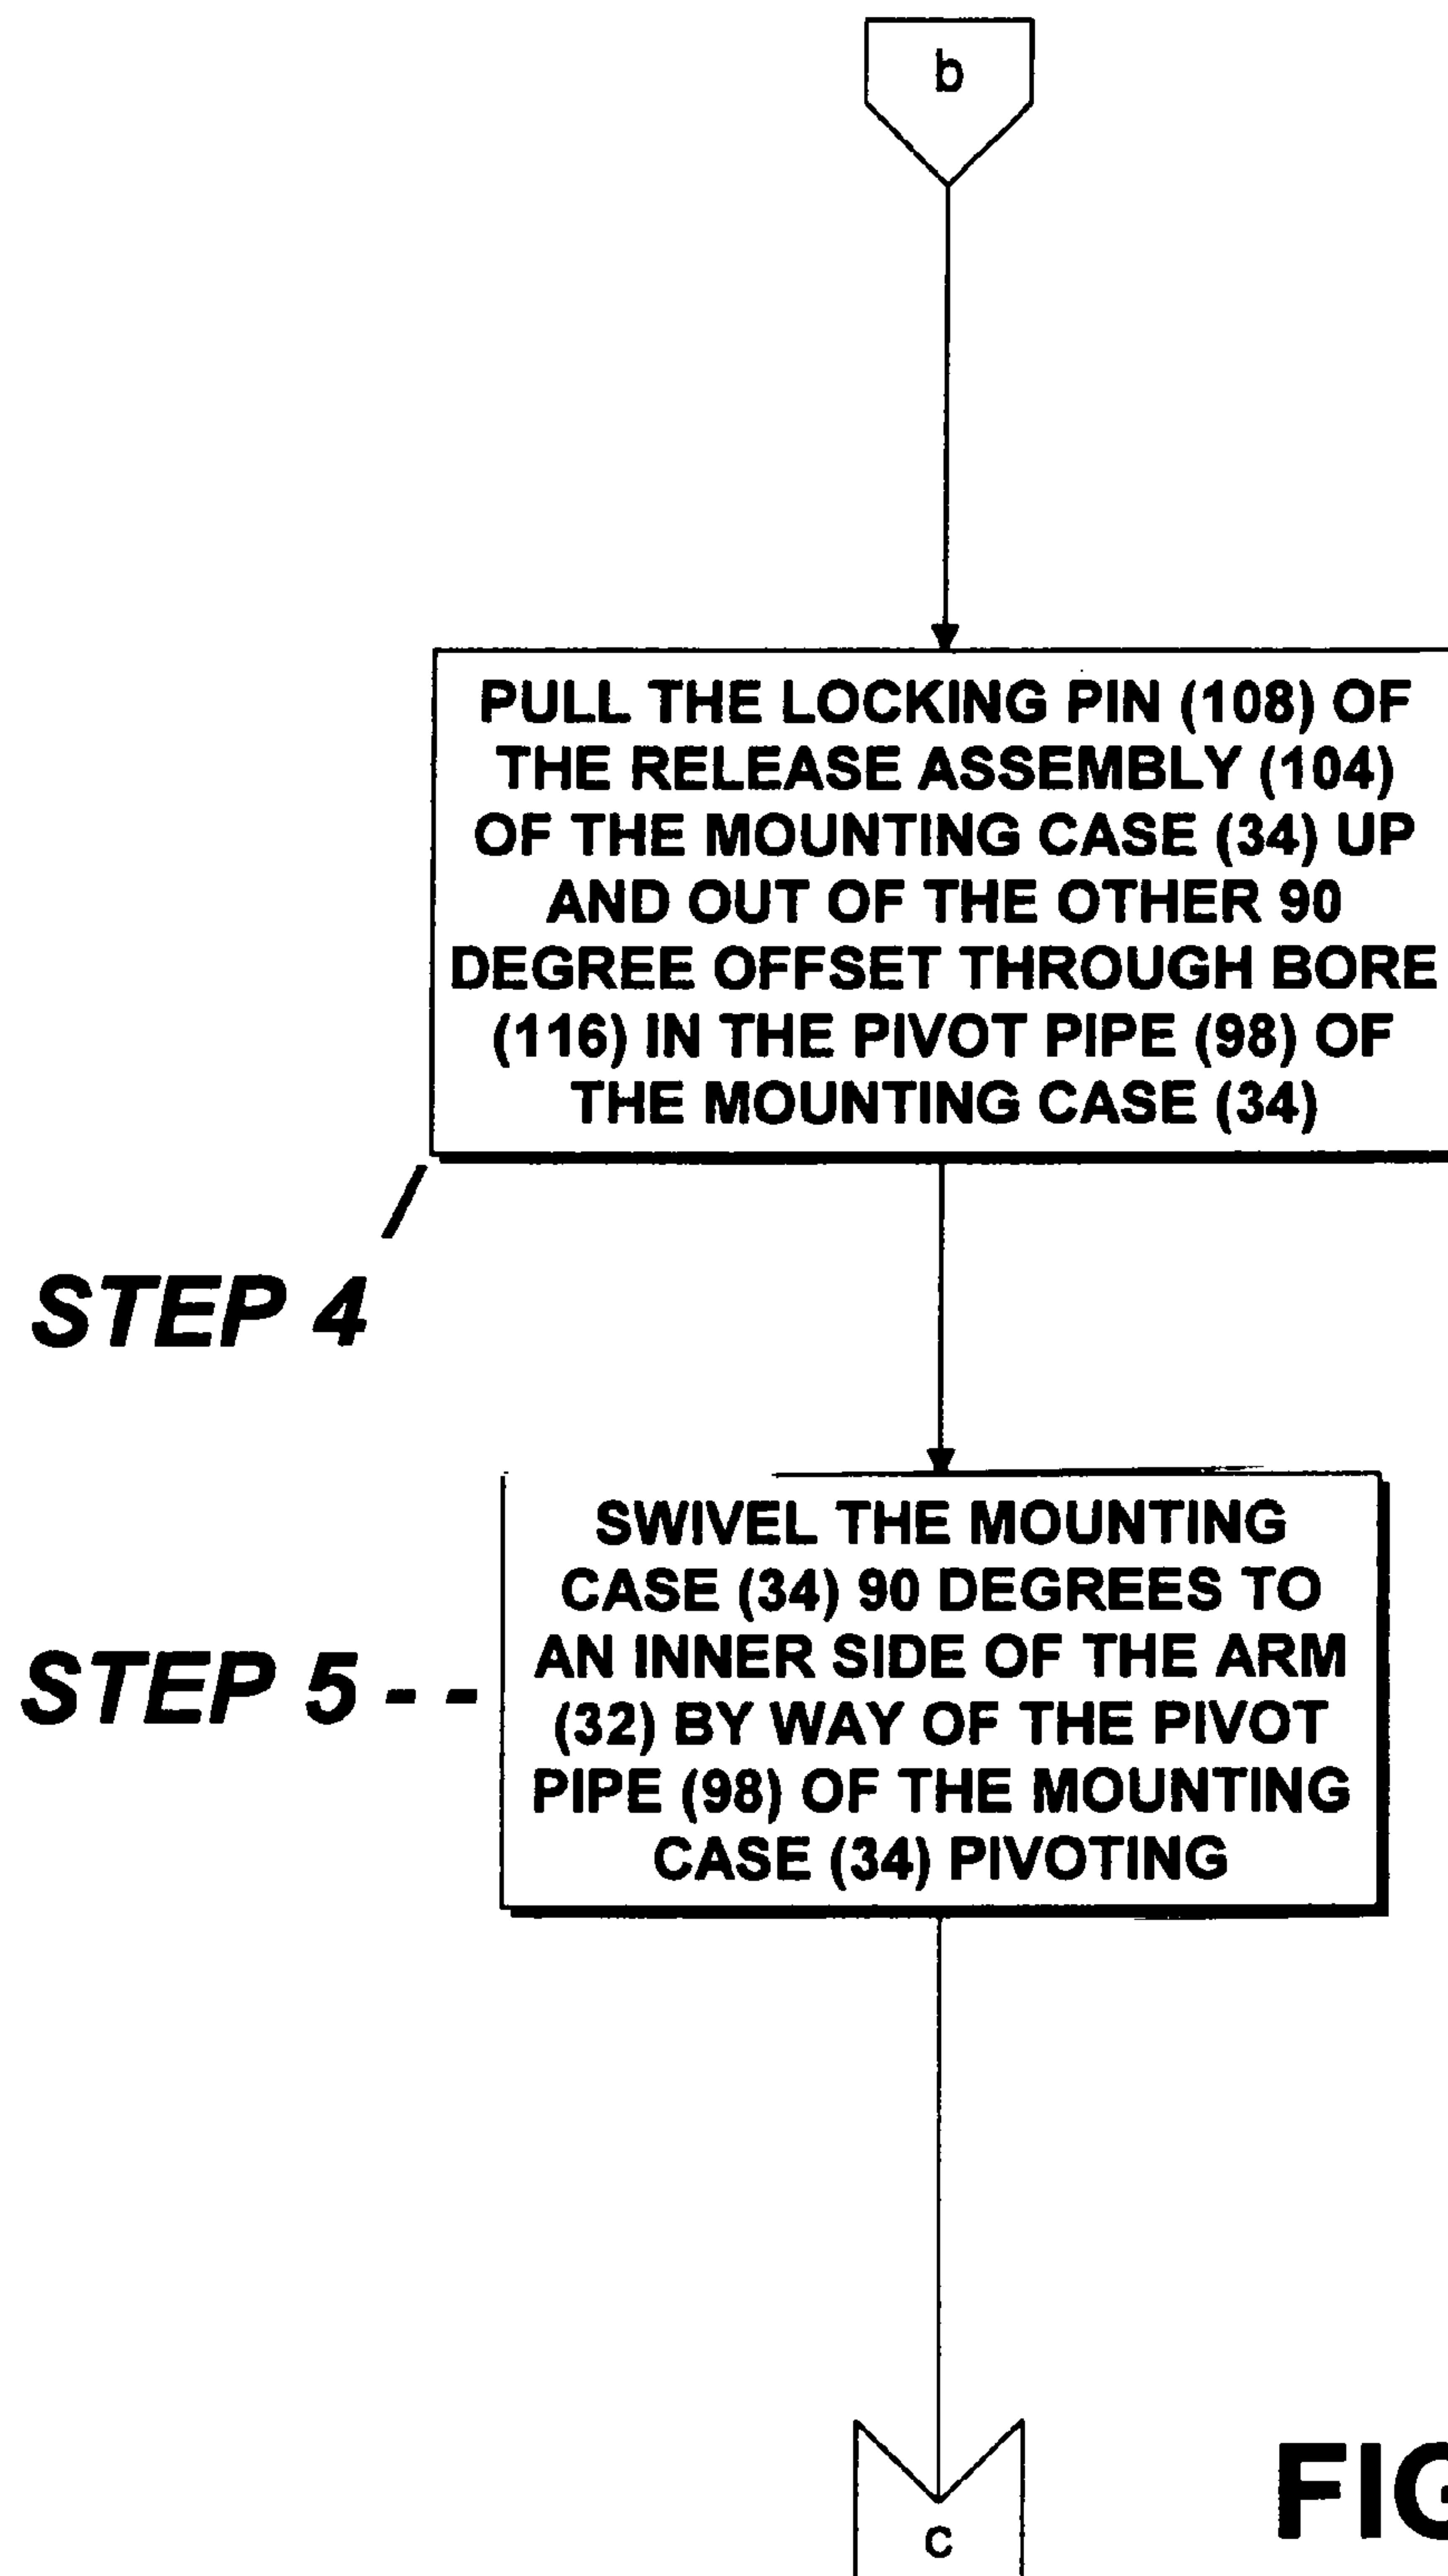 b
PULL THE LOCKING PIN (108) OF
THE RELEASE ASSEMBLY (104)
OF THE MOUNTING CASE (34) UP
AND OUT OF THE OTHER 90
DEGREE OFFSET THROUGH BORE
(116) IN THE PIVOT PIPE (98) OF
THE MOUNTING CASE (34)
STEP 4
SWIVEL THE MOUNTING
CASE (34) 90 DEGREES TO
AN INNER SIDE OF THE ARM
(32) BY WAY OF THE PIVOT
PIPE (98) OF THE MOUNTING
CASE (34) PIVOTING
STEP 5 - -
c
FIG